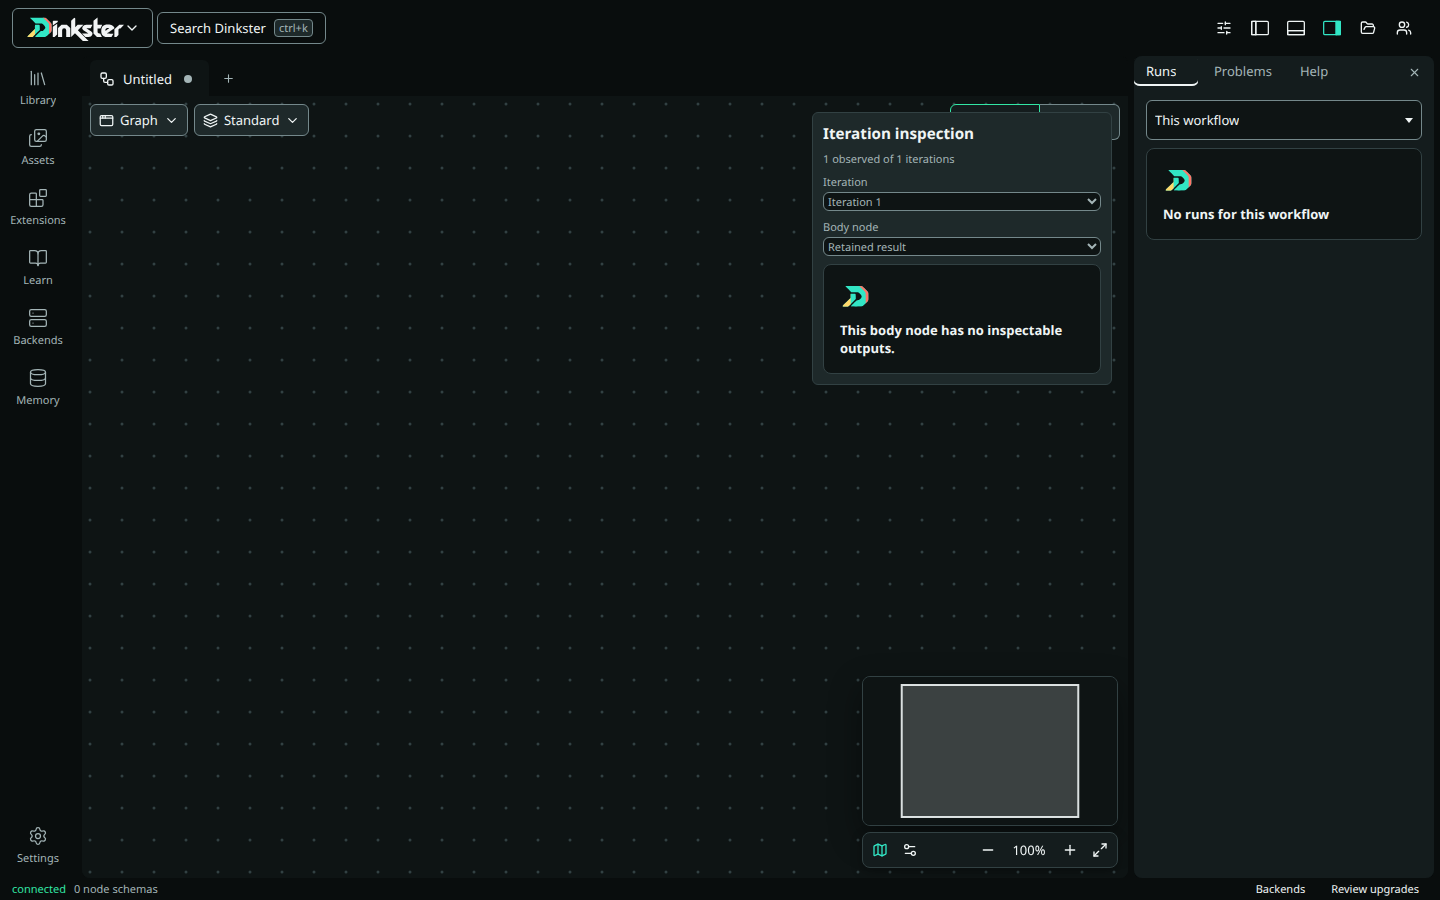 Dinkster
Search Dinkster ctrl+k
Library
Assets
Extensions
Learn
Backends
Memory
Settings
Untitled
Graph
Standard
Iteration inspection
1 observed of 1 iterations
Iteration
Iteration 1
Body node
Retained result
This body node has no inspectable
outputs.
100%
Runs
Problems
Help
This workflow
No runs for this workflow
connected
0 node schemas
Backends
Review upgrades